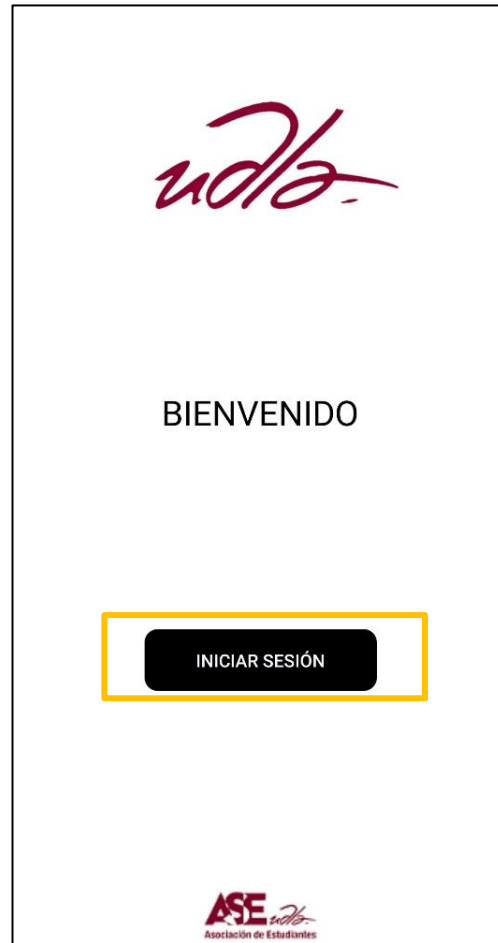 udla-
BIENVENIDO
INICIAR SESIÓN
ASE udla-
Asociación de Estudiantes